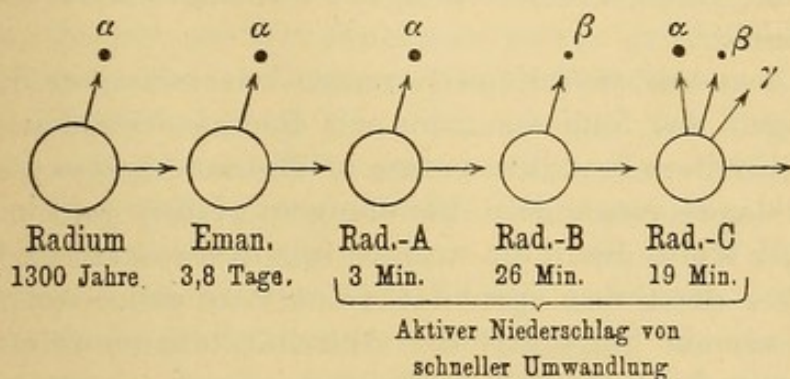 α α α β α β γ
Radium Eman. Rad.-A Rad.-B Rad.-C
1300 Jahre 3,8 Tage. 3 Min. 26 Min. 19 Min.
Aktiver Niederschlag von
schneller Umwandlung